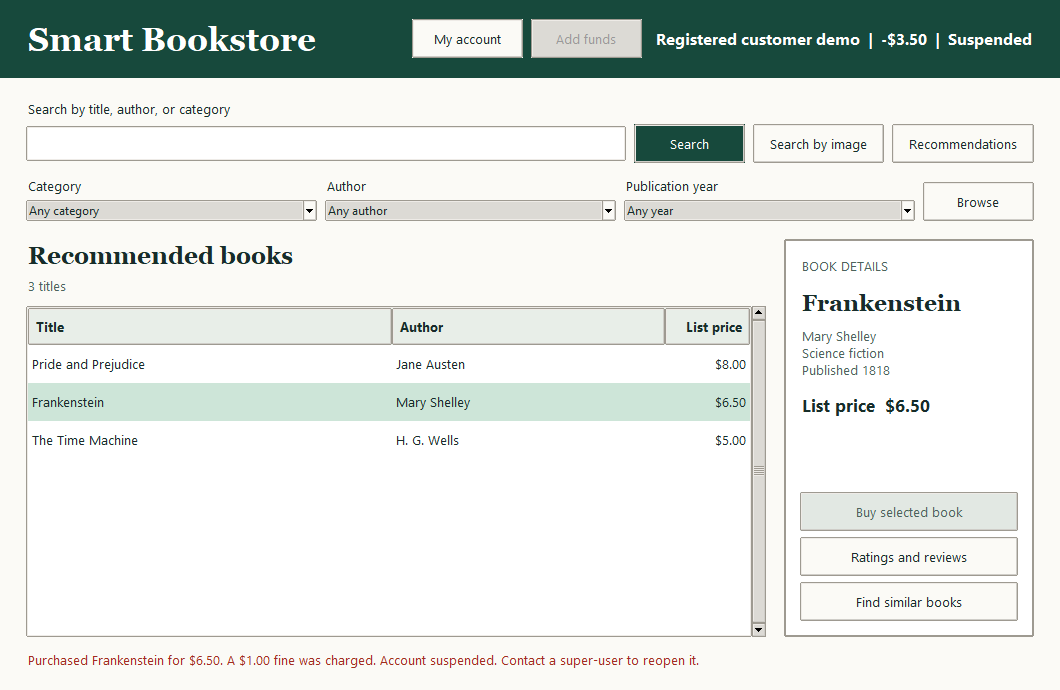 Smart Bookstore
My account
Add funds
Registered customer demo | -$3.50 | Suspended
Search by title, author, or category
Search
Search by image
Recommendations
Category
Author
Publication year
Any category
Any author
Any year
Browse
Recommended books
3 titles
Title Author List price
Pride and Prejudice Jane Austen $8.00
Frankenstein Mary Shelley $6.50
The Time Machine H. G. Wells $5.00
BOOK DETAILS
Frankenstein
Mary Shelley
Science fiction
Published 1818
List price $6.50
Buy selected book
Ratings and reviews
Find similar books
Purchased Frankenstein for $6.50. A $1.00 fine was charged. Account suspended. Contact a super-user to reopen it.